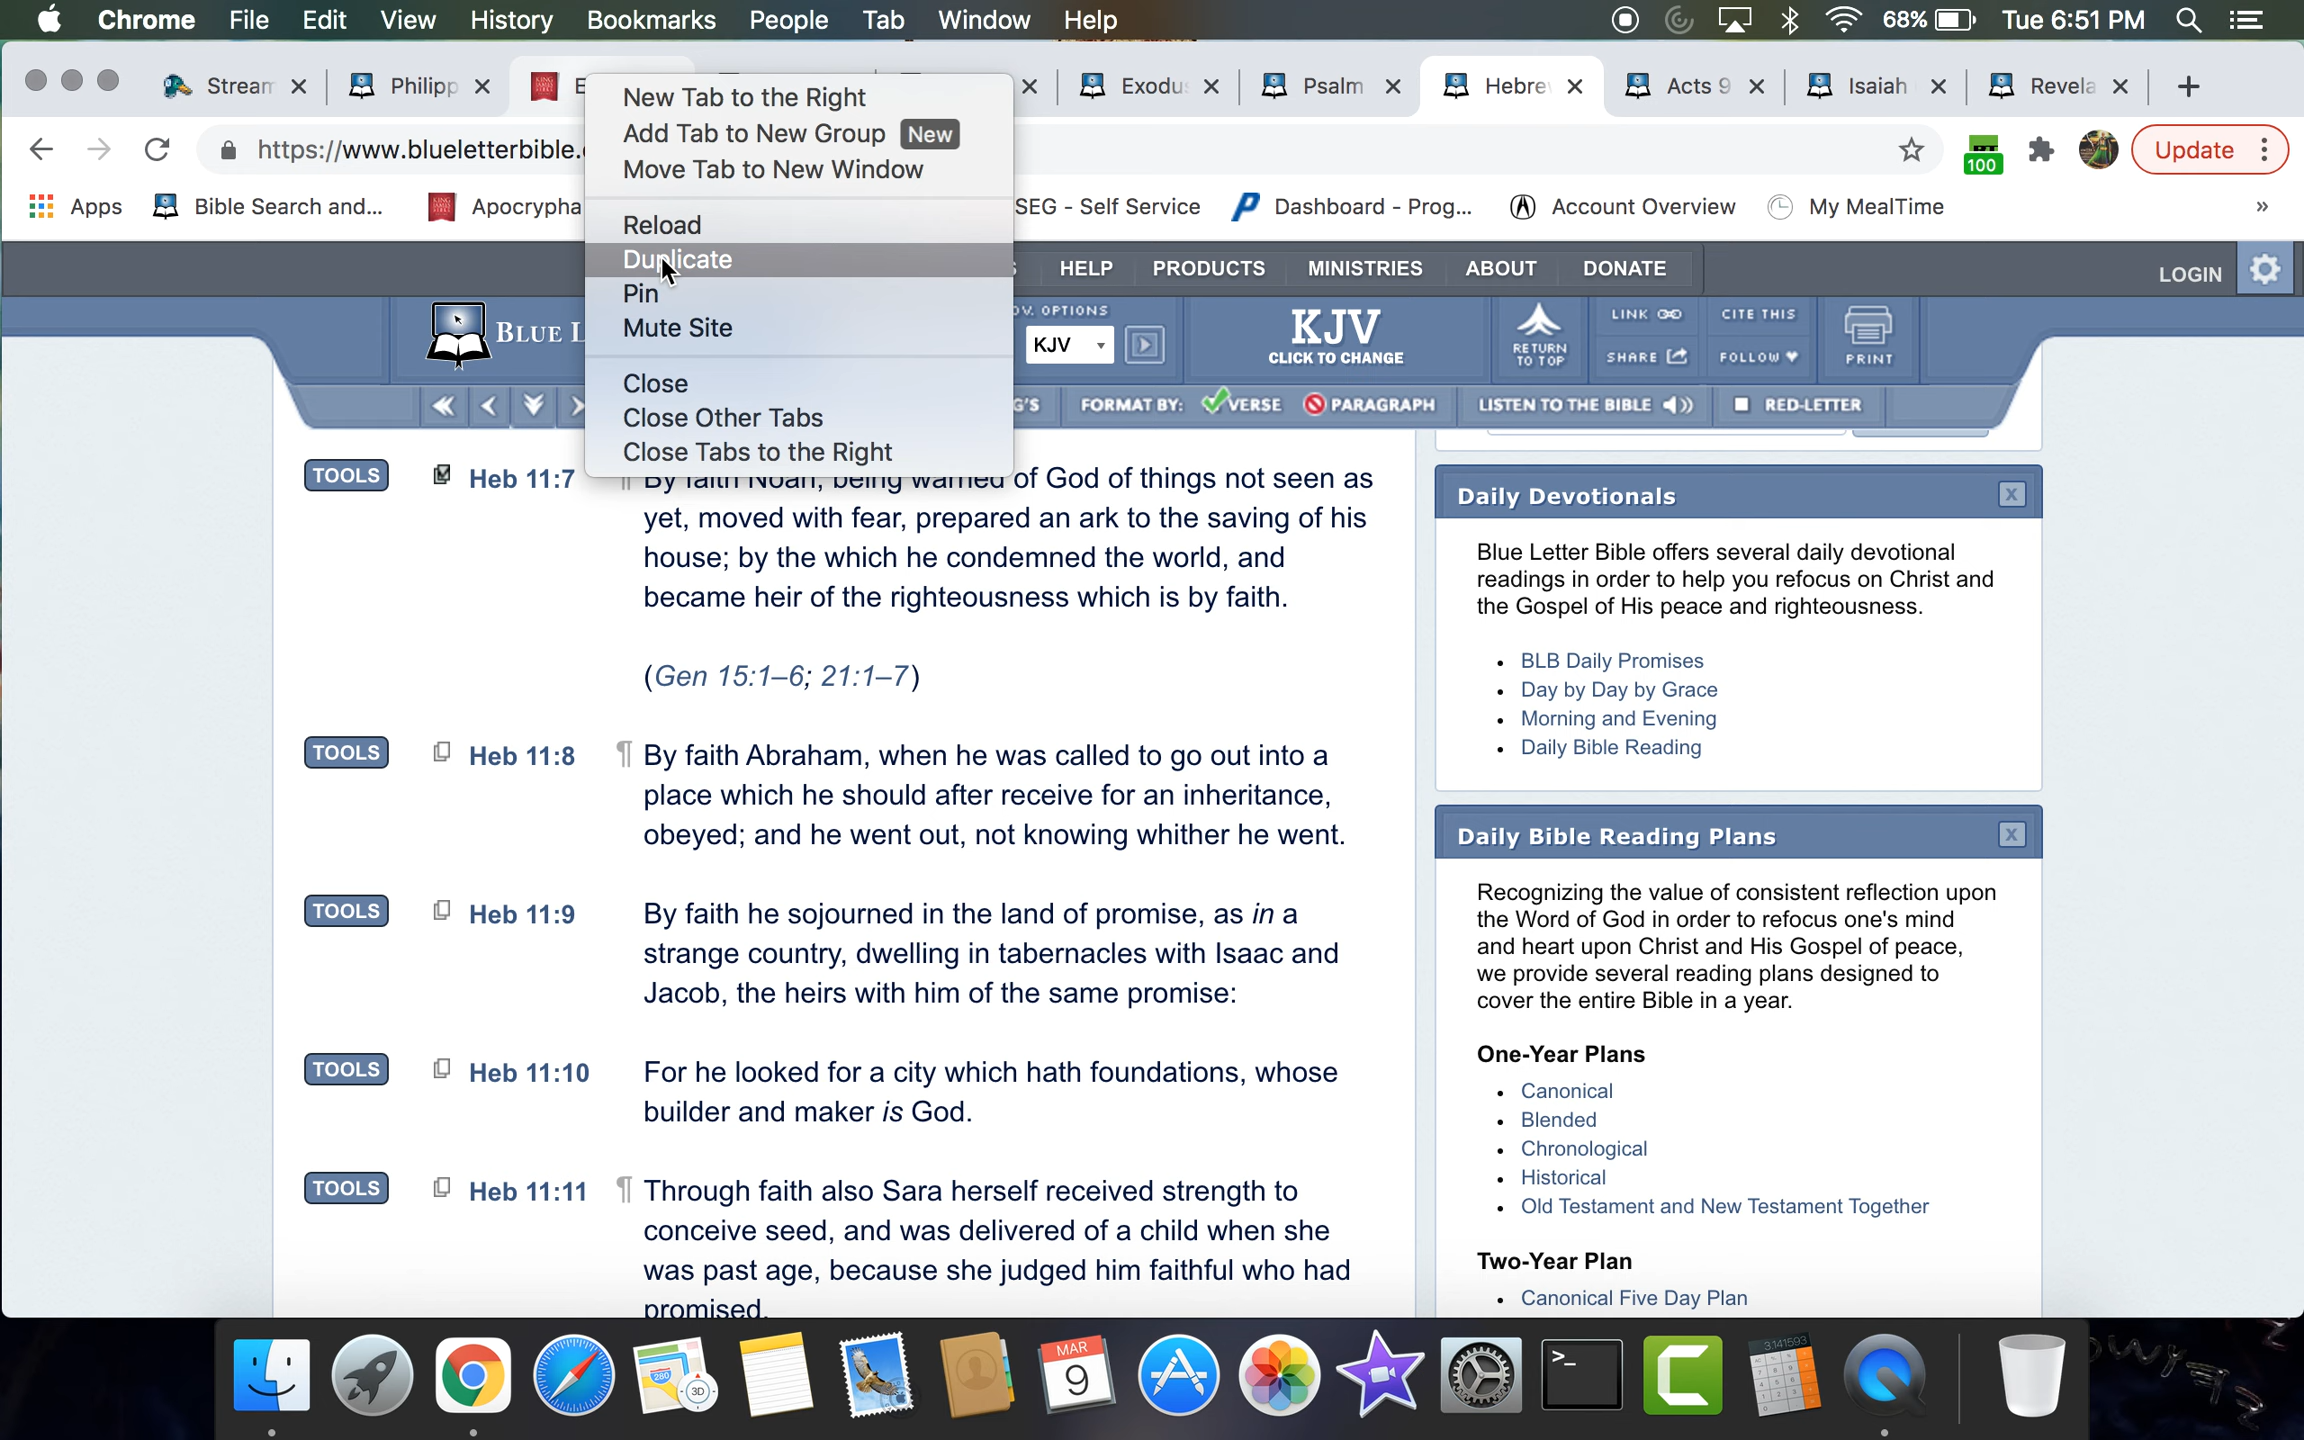 Chrome File Edit View History Bookmarks People Tab Window Help 68% Tue 6:51 PM
Stream Philipp E Exodu Psalm Hebre Acts 9 Isaiah Revela
https://www.blueletterbible. Update
100
Apps Bible Search and... Apocrypha SEG - Self Service Dashboard - Prog... Account Overview My MealTime »
New Tab to the Right
Add Tab to New Group New
Move Tab to New Window
Reload
Duplicate
Pin
Mute Site
Close
Close Other Tabs
Close Tabs to the Right
HELP PRODUCTS MINISTRIES ABOUT DONATE LOGIN
BLUE L
OPTIONS
KJV
KJV
CLICK TO CHANGE
RETURN
TO TOP
LINK CITE THIS
SHARE FOLLOW
PRINT
G'S FORMAT BY: VERSE PARAGRAPH LISTEN TO THE BIBLE RED-LETTER
TOOLS Heb 11:7 ¶ By faith Noah, being warned of God of things not seen as
yet, moved with fear, prepared an ark to the saving of his
house; by the which he condemned the world, and
became heir of the righteousness which is by faith.
(Gen 15:1–6; 21:1–7)
TOOLS Heb 11:8 ¶ By faith Abraham, when he was called to go out into a
place which he should after receive for an inheritance,
obeyed; and he went out, not knowing whither he went.
TOOLS Heb 11:9 By faith he sojourned in the land of promise, as in a
strange country, dwelling in tabernacles with Isaac and
Jacob, the heirs with him of the same promise:
TOOLS Heb 11:10 For he looked for a city which hath foundations, whose
builder and maker is God.
TOOLS Heb 11:11 ¶ Through faith also Sara herself received strength to
conceive seed, and was delivered of a child when she
was past age, because she judged him faithful who had
promised.
Daily Devotionals x
Blue Letter Bible offers several daily devotional
readings in order to help you refocus on Christ and
the Gospel of His peace and righteousness.
• BLB Daily Promises
• Day by Day by Grace
• Morning and Evening
• Daily Bible Reading
Daily Bible Reading Plans x
Recognizing the value of consistent reflection upon
the Word of God in order to refocus one's mind
and heart upon Christ and His Gospel of peace,
we provide several reading plans designed to
cover the entire Bible in a year.
One-Year Plans
• Canonical
• Blended
• Chronological
• Historical
• Old Testament and New Testament Together
Two-Year Plan
• Canonical Five Day Plan
280
3D
MAR
9
>_
3.141593